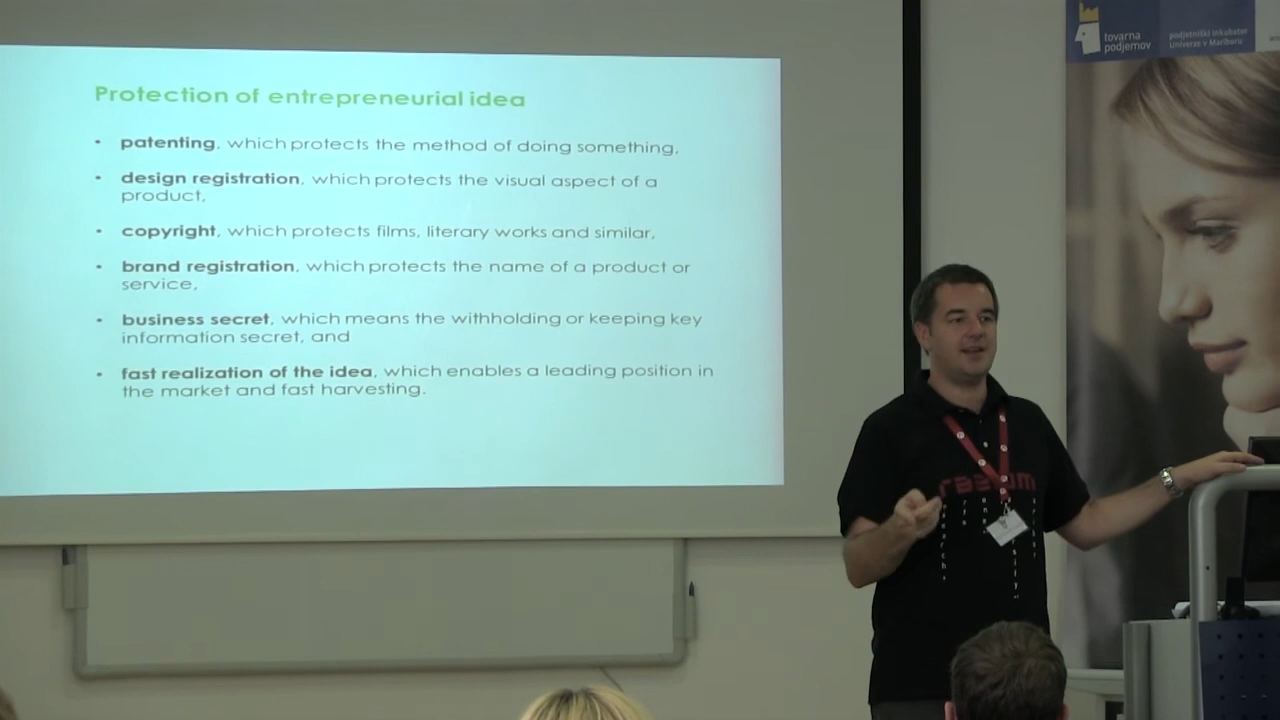 Protection of entrepreneurial idea
• patenting, which protects the method of doing something,
• design registration, which protects the visual aspect of a
product,
• copyright, which protects films, literary works and similar,
• brand registration, which protects the name of a product or
service,
• business secret, which means the withholding or keeping key
information secret, and
• fast realization of the idea, which enables a leading position in
the market and fast harvesting.
tovarna
podjemov
podjetniški inkubator
Univerze v Mariboru